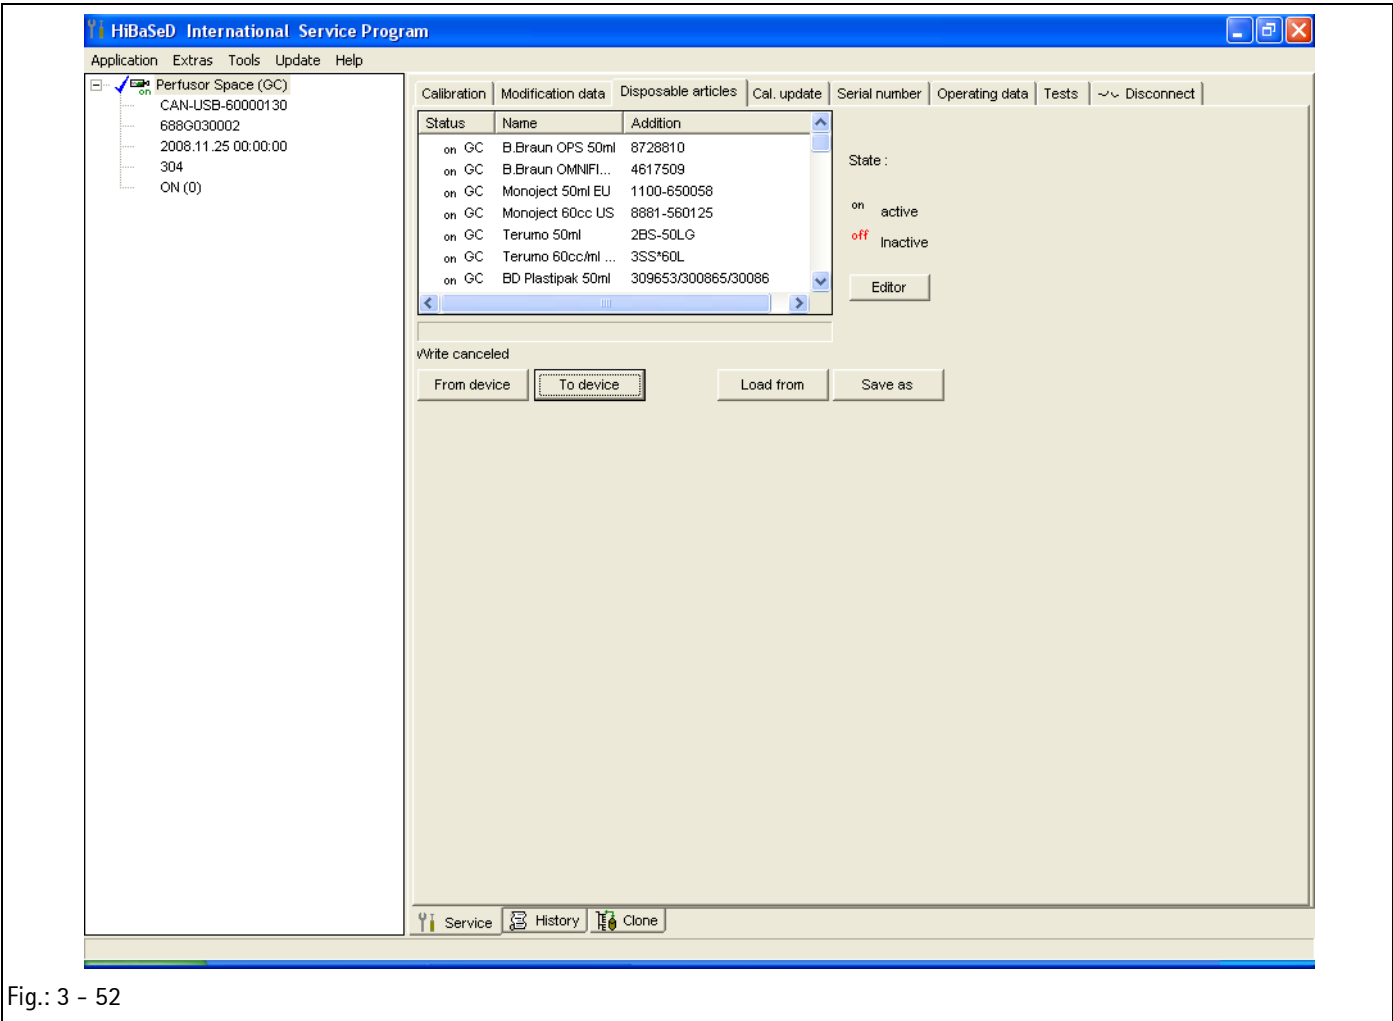 HiBaSeD International Service Program
Application Extras Tools Update Help
Perfusor Space (GC)
on
CAN-USB-60000130
688G030002
2008.11.25 00:00:00
304
ON (0)
Calibration Modification data Disposable articles Cal. update Serial number Operating data Tests Disconnect
Status Name Addition
on GC B.Braun OPS 50ml 8728810
on GC B.Braun OMNIFI... 4617509
on GC Monoject 50ml EU 1100-650058
on GC Monoject 60cc US 8881-560125
on GC Terumo 50ml 2BS-50LG
on GC Terumo 60cc/ml ... 3SS*60L
on GC BD Plastipak 50ml 309653/300865/30086
State :
on active
off Inactive
Editor
Write canceled
From device To device Load from Save as
Service History Clone
Fig.: 3 - 52